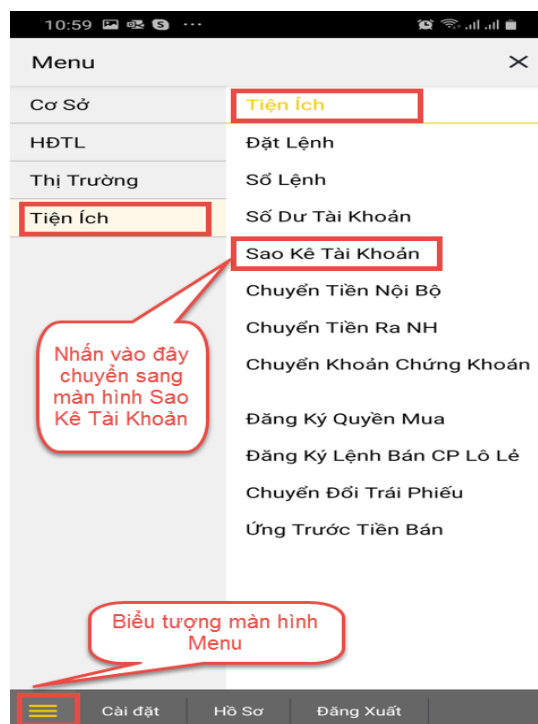 10:59
Menu
Cơ Sở
HĐTL
Thị Trường
Tiện Ích
Tiện Ích
Đặt Lệnh
Sổ Lệnh
Số Dư Tài Khoản
Sao Kê Tài Khoản
Chuyển Tiền Nội Bộ
Chuyển Tiền Ra NH
Chuyển Khoản Chứng Khoán
Đăng Ký Quyền Mua
Đăng Ký Lệnh Bán CP Lô Lẻ
Chuyển Đổi Trái Phiếu
Ứng Trước Tiền Bán
Nhấn vào đây
chuyển sang
màn hình Sao
Kê Tài Khoản
Biểu tượng màn hình
Menu
Cài đặt
Hồ Sơ
Đăng Xuất